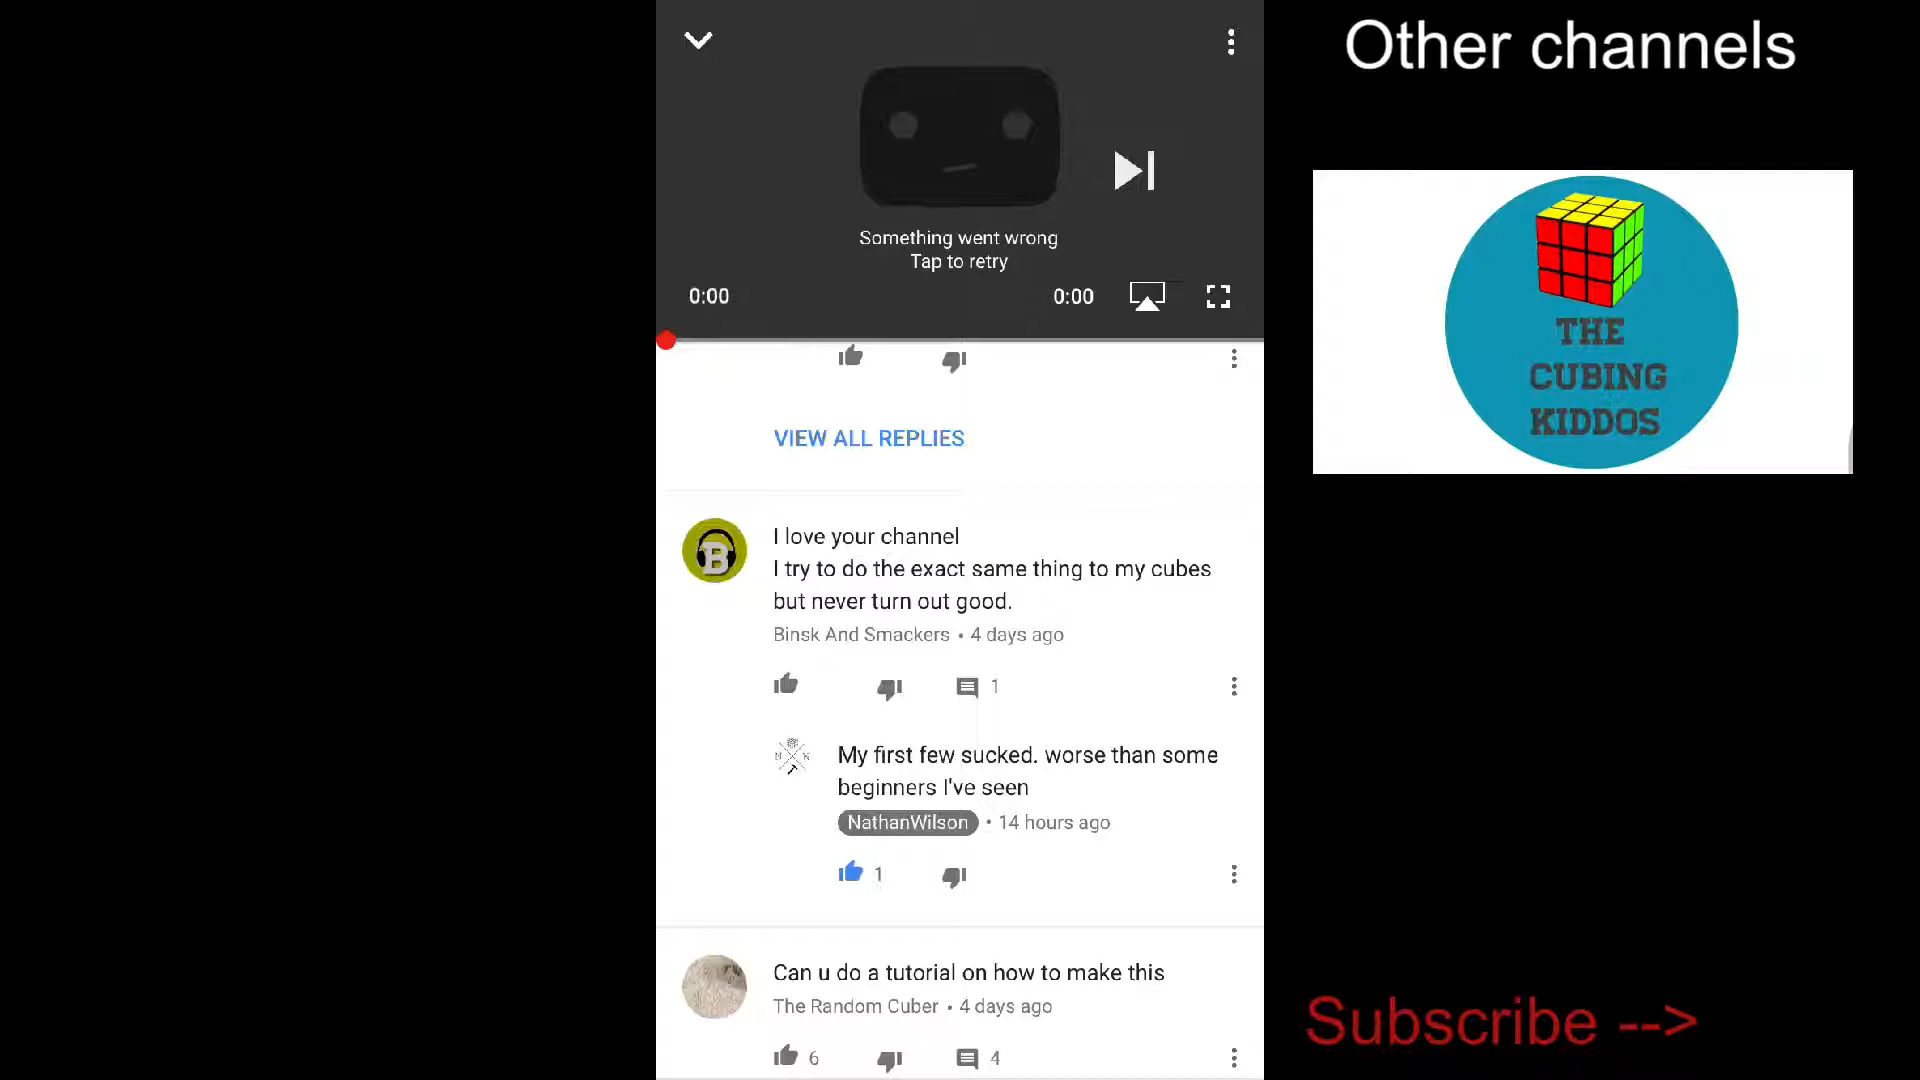 Other channels
Something went wrong
Tap to retry
0:00
0:00
THE
CUBING
KIDDOS
VIEW ALL REPLIES
B
I love your channel
I try to do the exact same thing to my cubes
but never turn out good.
Binsk And Smackers • 4 days ago
1
N W
My first few sucked. worse than some
beginners I've seen
NathanWilson • 14 hours ago
1
Can u do a tutorial on how to make this
The Random Cuber • 4 days ago
6
4
Subscribe -->